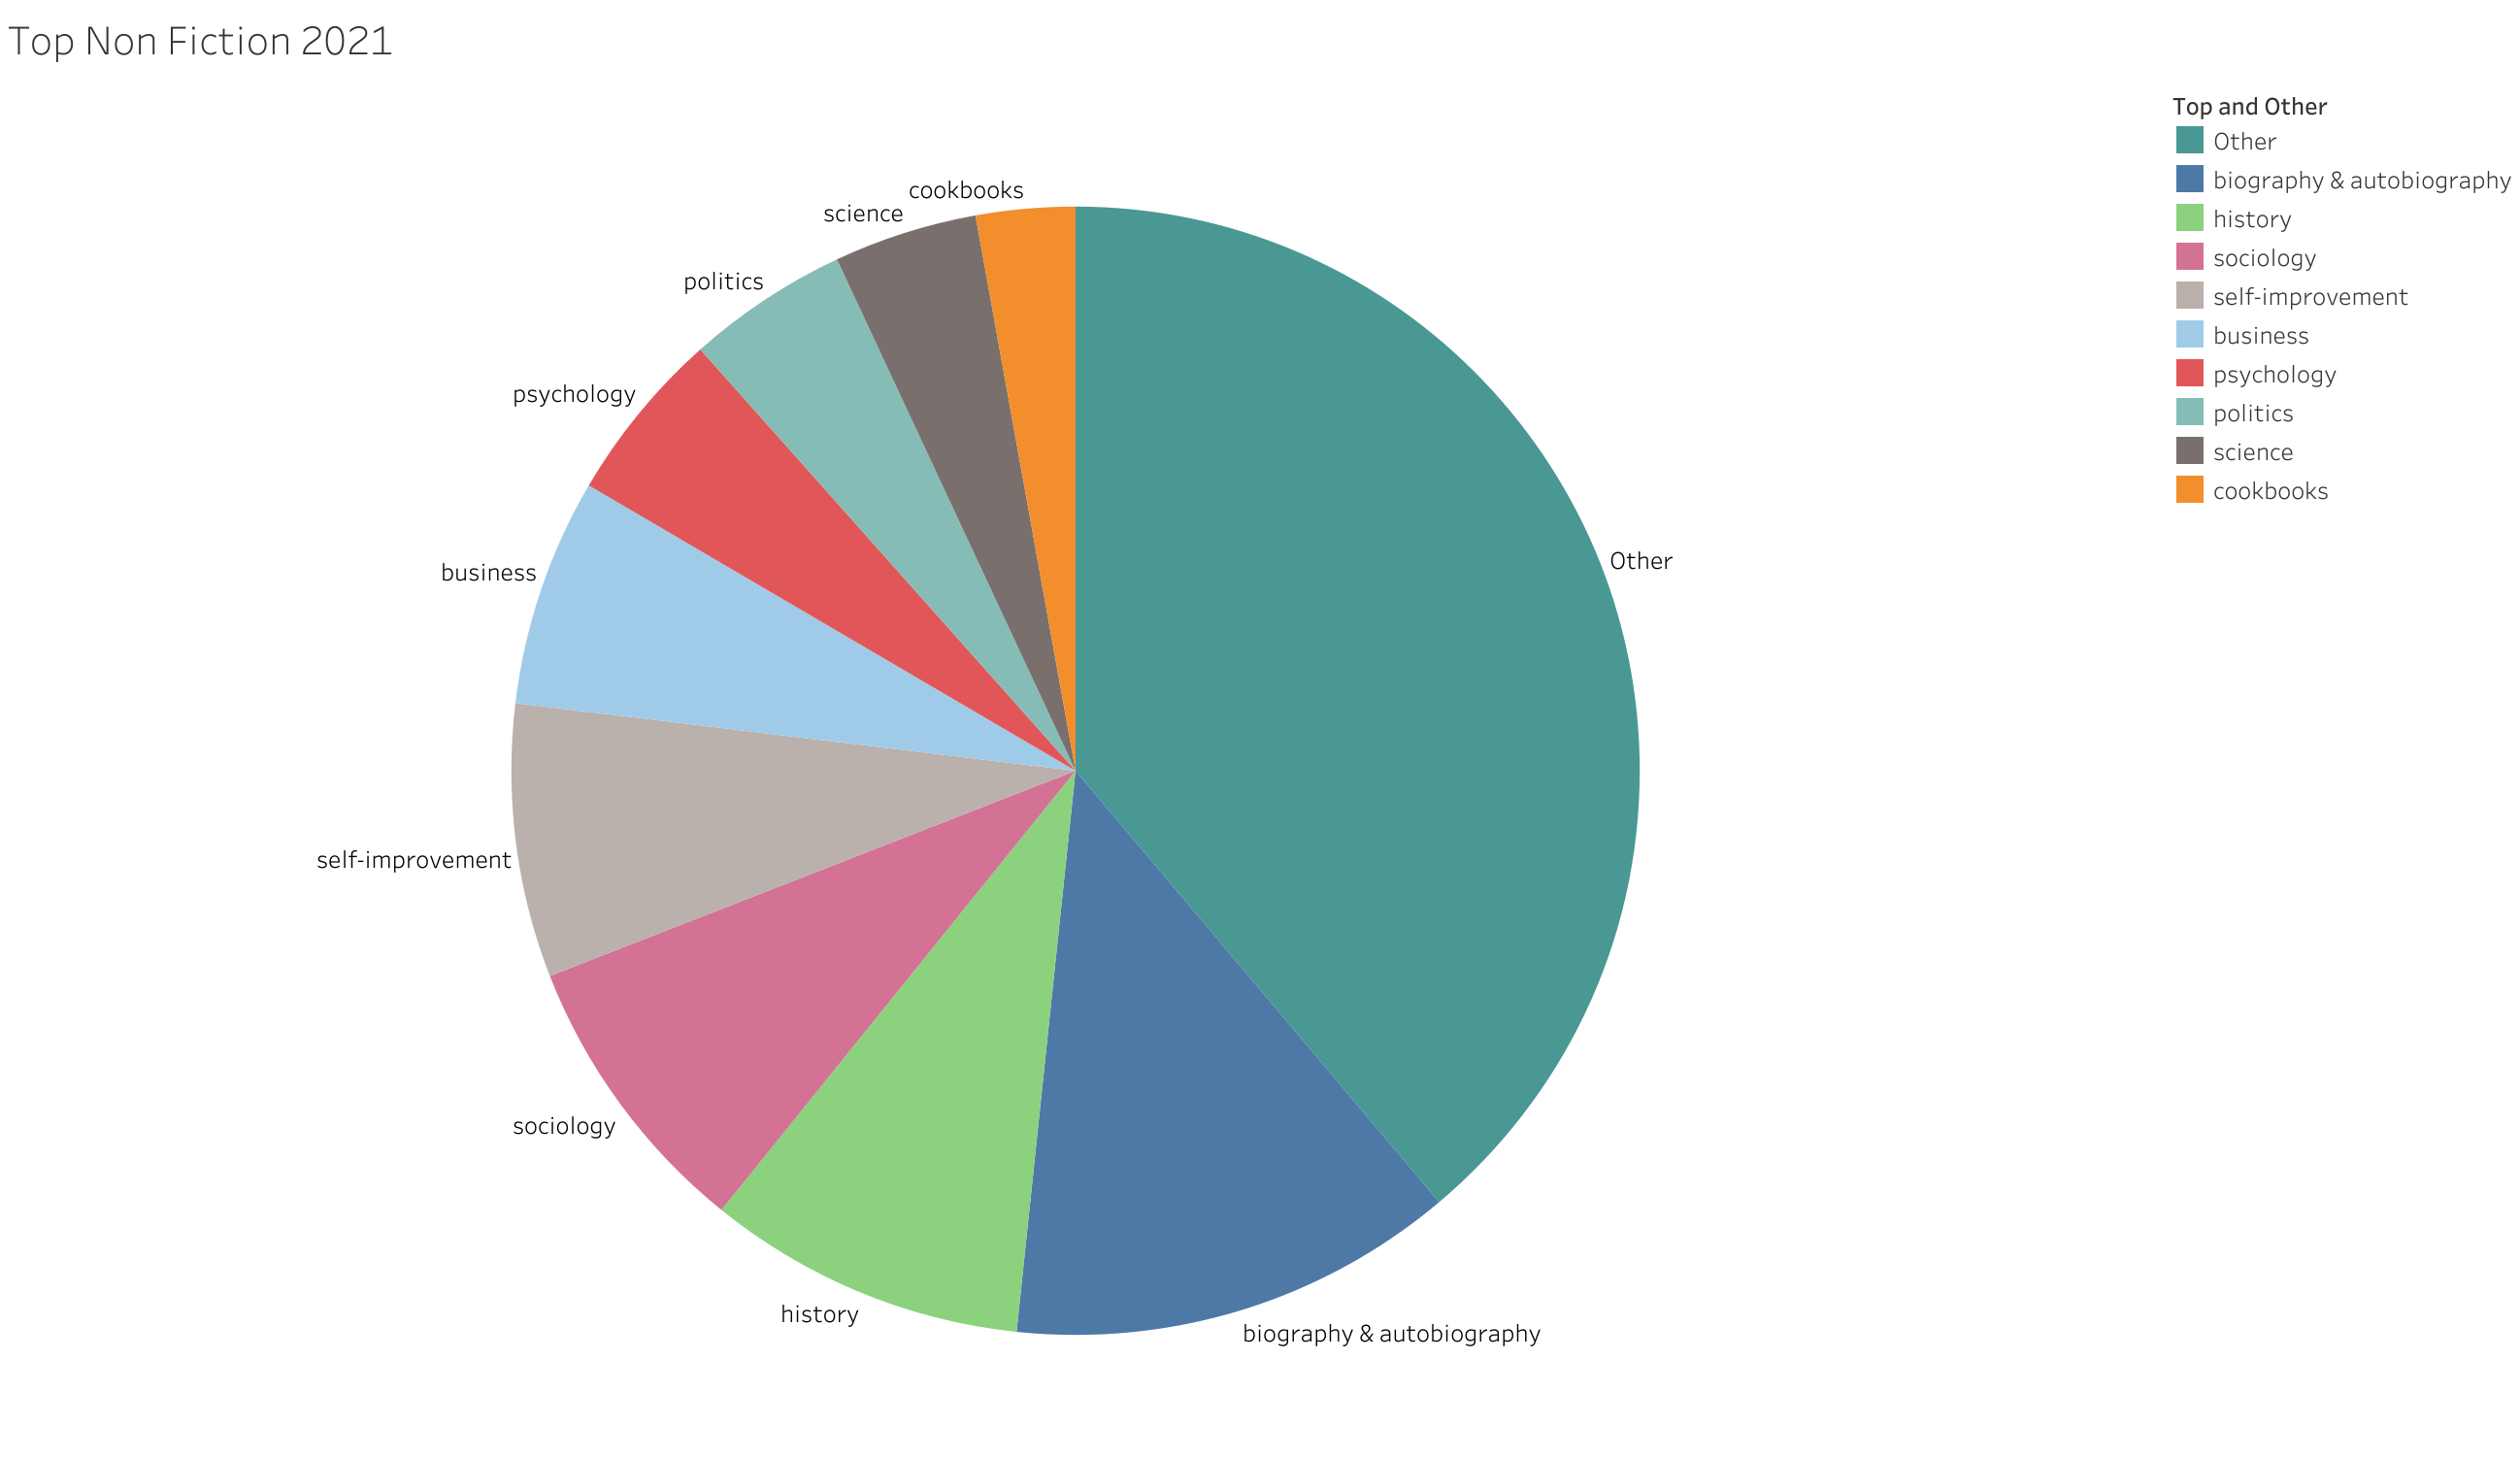 Top Non Fiction 2021
Top and Other
Other
biography & autobiography
history
sociology
self-improvement
business
psychology
politics
science
cookbooks
cookbooks
science
politics
psychology
business
Other
self-improvement
sociology
history
biography & autobiography